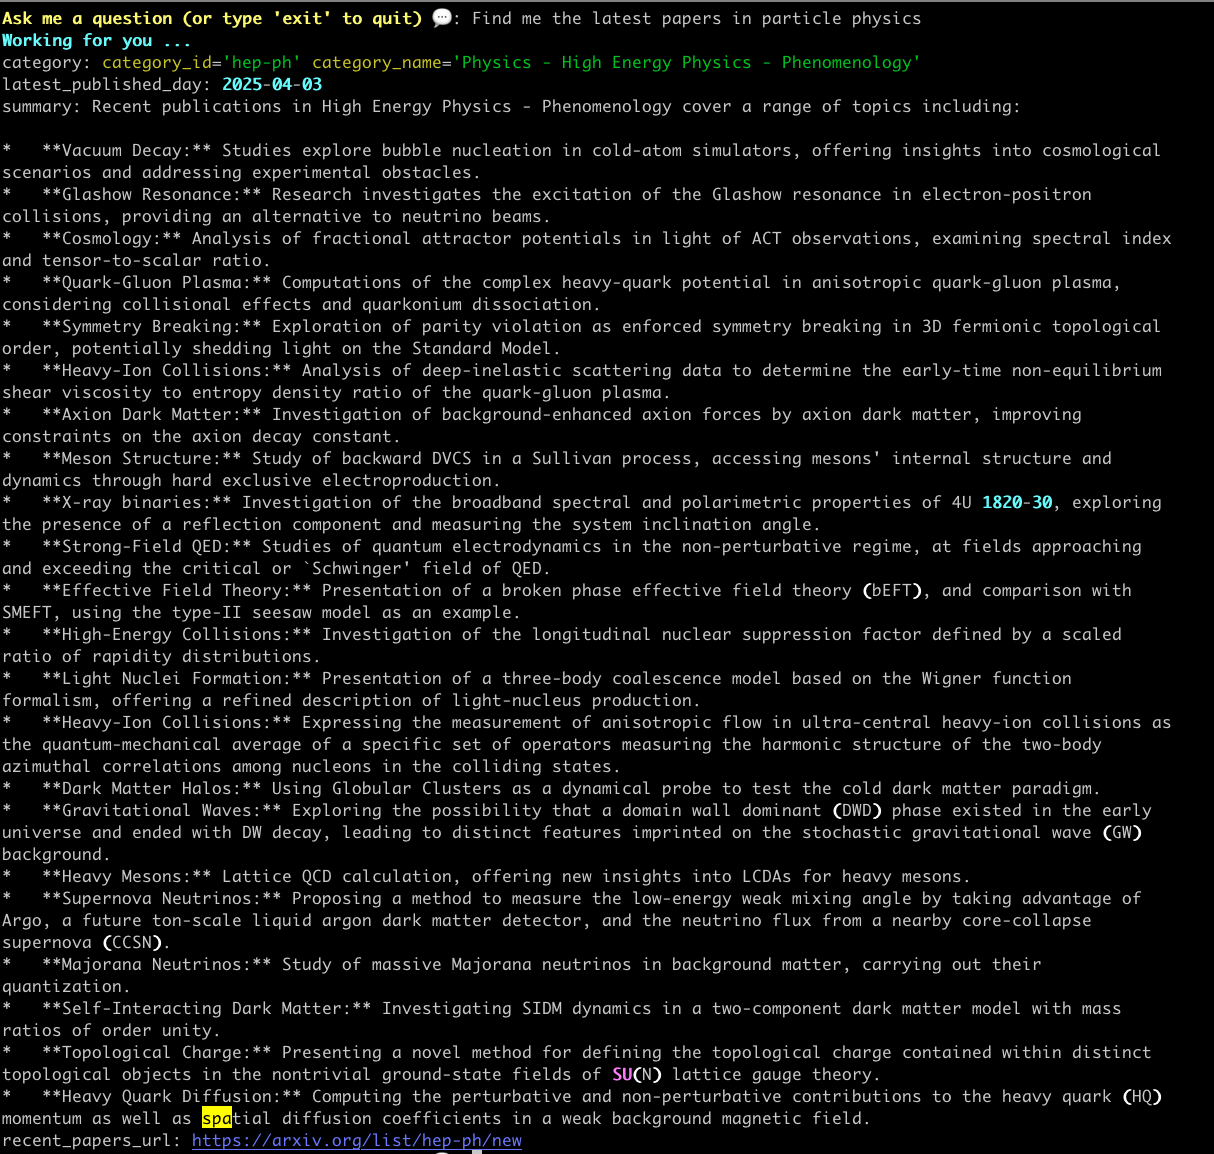 Ask me a question (or type 'exit' to quit) 💬: Find me the latest papers in particle physics
Working for you ...
category: category_id='hep-ph' category_name='Physics - High Energy Physics - Phenomenology'
latest_published_day: 2025-04-03
summary: Recent publications in High Energy Physics - Phenomenology cover a range of topics including:
*   **Vacuum Decay:** Studies explore bubble nucleation in cold-atom simulators, offering insights into cosmological
scenarios and addressing experimental obstacles.
*   **Glashow Resonance:** Research investigates the excitation of the Glashow resonance in electron-positron
collisions, providing an alternative to neutrino beams.
*   **Cosmology:** Analysis of fractional attractor potentials in light of ACT observations, examining spectral index
and tensor-to-scalar ratio.
*   **Quark-Gluon Plasma:** Computations of the complex heavy-quark potential in anisotropic quark-gluon plasma,
considering collisional effects and quarkonium dissociation.
*   **Symmetry Breaking:** Exploration of parity violation as enforced symmetry breaking in 3D fermionic topological
order, potentially shedding light on the Standard Model.
*   **Heavy-Ion Collisions:** Analysis of deep-inelastic scattering data to determine the early-time non-equilibrium
shear viscosity to entropy density ratio of the quark-gluon plasma.
*   **Axion Dark Matter:** Investigation of background-enhanced axion forces by axion dark matter, improving
constraints on the axion decay constant.
*   **Meson Structure:** Study of backward DVCS in a Sullivan process, accessing mesons' internal structure and
dynamics through hard exclusive electroproduction.
*   **X-ray binaries:** Investigation of the broadband spectral and polarimetric properties of 4U 1820-30, exploring
the presence of a reflection component and measuring the system inclination angle.
*   **Strong-Field QED:** Studies of quantum electrodynamics in the non-perturbative regime, at fields approaching
and exceeding the critical or `Schwinger' field of QED.
*   **Effective Field Theory:** Presentation of a broken phase effective field theory (bEFT), and comparison with
SMEFT, using the type-II seesaw model as an example.
*   **High-Energy Collisions:** Investigation of the longitudinal nuclear suppression factor defined by a scaled
ratio of rapidity distributions.
*   **Light Nuclei Formation:** Presentation of a three-body coalescence model based on the Wigner function
formalism, offering a refined description of light-nucleus production.
*   **Heavy-Ion Collisions:** Expressing the measurement of anisotropic flow in ultra-central heavy-ion collisions as
the quantum-mechanical average of a specific set of operators measuring the harmonic structure of the two-body
azimuthal correlations among nucleons in the colliding states.
*   **Dark Matter Halos:** Using Globular Clusters as a dynamical probe to test the cold dark matter paradigm.
*   **Gravitational Waves:** Exploring the possibility that a domain wall dominant (DWD) phase existed in the early
universe and ended with DW decay, leading to distinct features imprinted on the stochastic gravitational wave (GW)
background.
*   **Heavy Mesons:** Lattice QCD calculation, offering new insights into LCDAs for heavy mesons.
*   **Supernova Neutrinos:** Proposing a method to measure the low-energy weak mixing angle by taking advantage of
Argo, a future ton-scale liquid argon dark matter detector, and the neutrino flux from a nearby core-collapse
supernova (CCSN).
*   **Majorana Neutrinos:** Study of massive Majorana neutrinos in background matter, carrying out their
quantization.
*   **Self-Interacting Dark Matter:** Investigating SIDM dynamics in a two-component dark matter model with mass
ratios of order unity.
*   **Topological Charge:** Presenting a novel method for defining the topological charge contained within distinct
topological objects in the nontrivial ground-state fields of SU(N) lattice gauge theory.
*   **Heavy Quark Diffusion:** Computing the perturbative and non-perturbative contributions to the heavy quark (HQ)
momentum as well as spatial diffusion coefficients in a weak background magnetic field.
recent_papers_url: https://arxiv.org/list/hep-ph/new